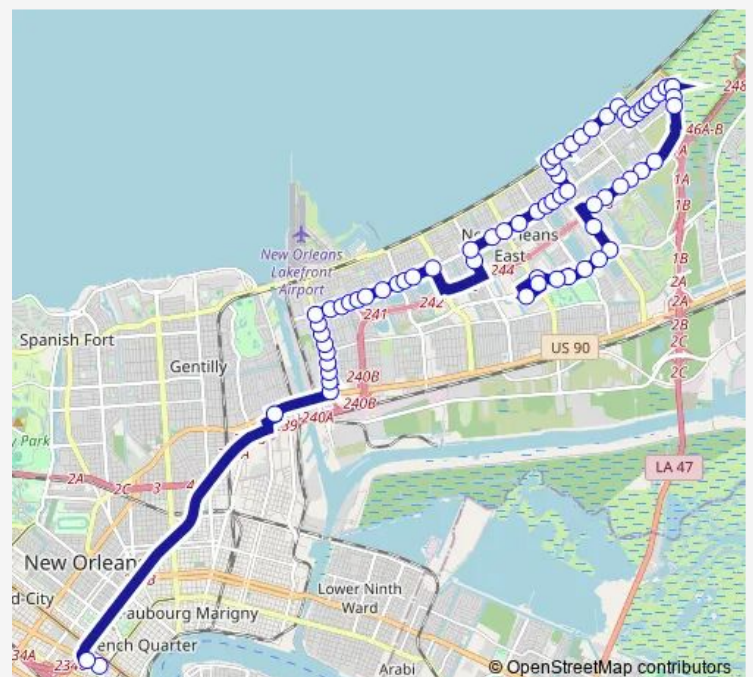 248
46A-B
1A
1B
New Orleans
East
New Orleans
Lakefront
Airport
244
242
241
1B
2A
2A
2B
2C
2C
Spanish Fort
US 90
Gentilly
240B
240B
240A
Park
2A
2C
3
4
LA 47
New Orlean
d-City
B
Lower Ninth
Ward
aubourg Marigny
ench Quarter
34A
234
Arabi
© OpenStreetMap contributors